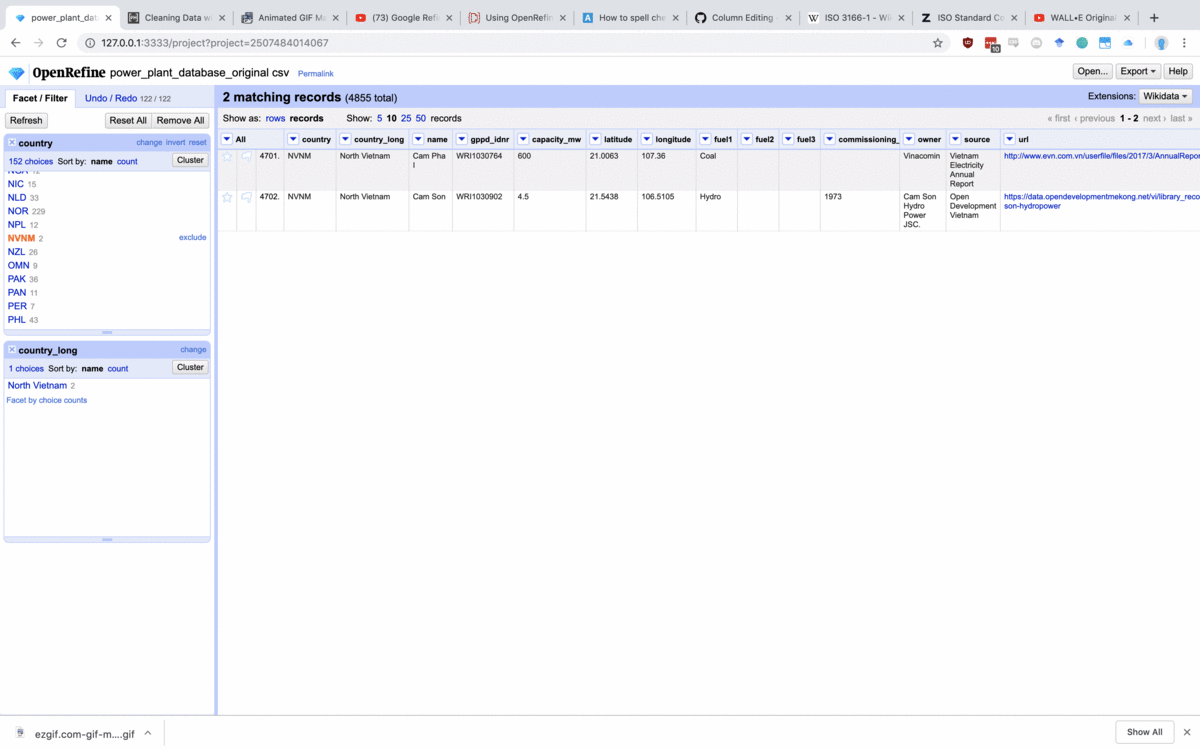 power_plant_dat
Cleaning Data w
Animated GIF Ma
(73) Google Refi
Using OpenRefin
How to spell che
Column Editing
ISO 3166-1 - Wi
ISO Standard Co
WALL•E Original
127.0.0.1:3333/project?project=2507484014067
10
OpenRefine power_plant_database_original csv Permalink
Open... Export Help
Facet / Filter Undo / Redo 122 / 122
Refresh Reset All Remove All
country change invert reset
152 choices Sort by: name count Cluster
NIC 15
NLD 33
NOR 229
NPL 12
NVNM 2 exclude
NZL 26
OMN 9
PAK 36
PAN 11
PER 7
PHL 43
country_long change
1 choices Sort by: name count Cluster
North Vietnam 2
Facet by choice counts
2 matching records (4855 total)
Extensions: Wikidata
Show as: rows records Show: 5 10 25 50 records
« first ‹ previous 1 - 2 next › last »
All country country_long name gppd_idnr capacity_mw latitude longitude fuel1 fuel2 fuel3 commissioning_ owner source url
4701. NVNM North Vietnam Cam Pha WRI1030764 600 21.0063 107.36 Coal Vinacomin Vietnam http://www.evn.com.vn/userfile/files/2017/3/AnnualRepor
I Electricity
Annual
Report
4702. NVNM North Vietnam Cam Son WRI1030902 4.5 21.5438 106.5105 Hydro 1973 Cam Son Open https://data.opendevelopmentmekong.net/vi/library_reco
Hydro Development son-hydropower
Power Vietnam
JSC.
ezgif.com-gif-m....gif
Show All